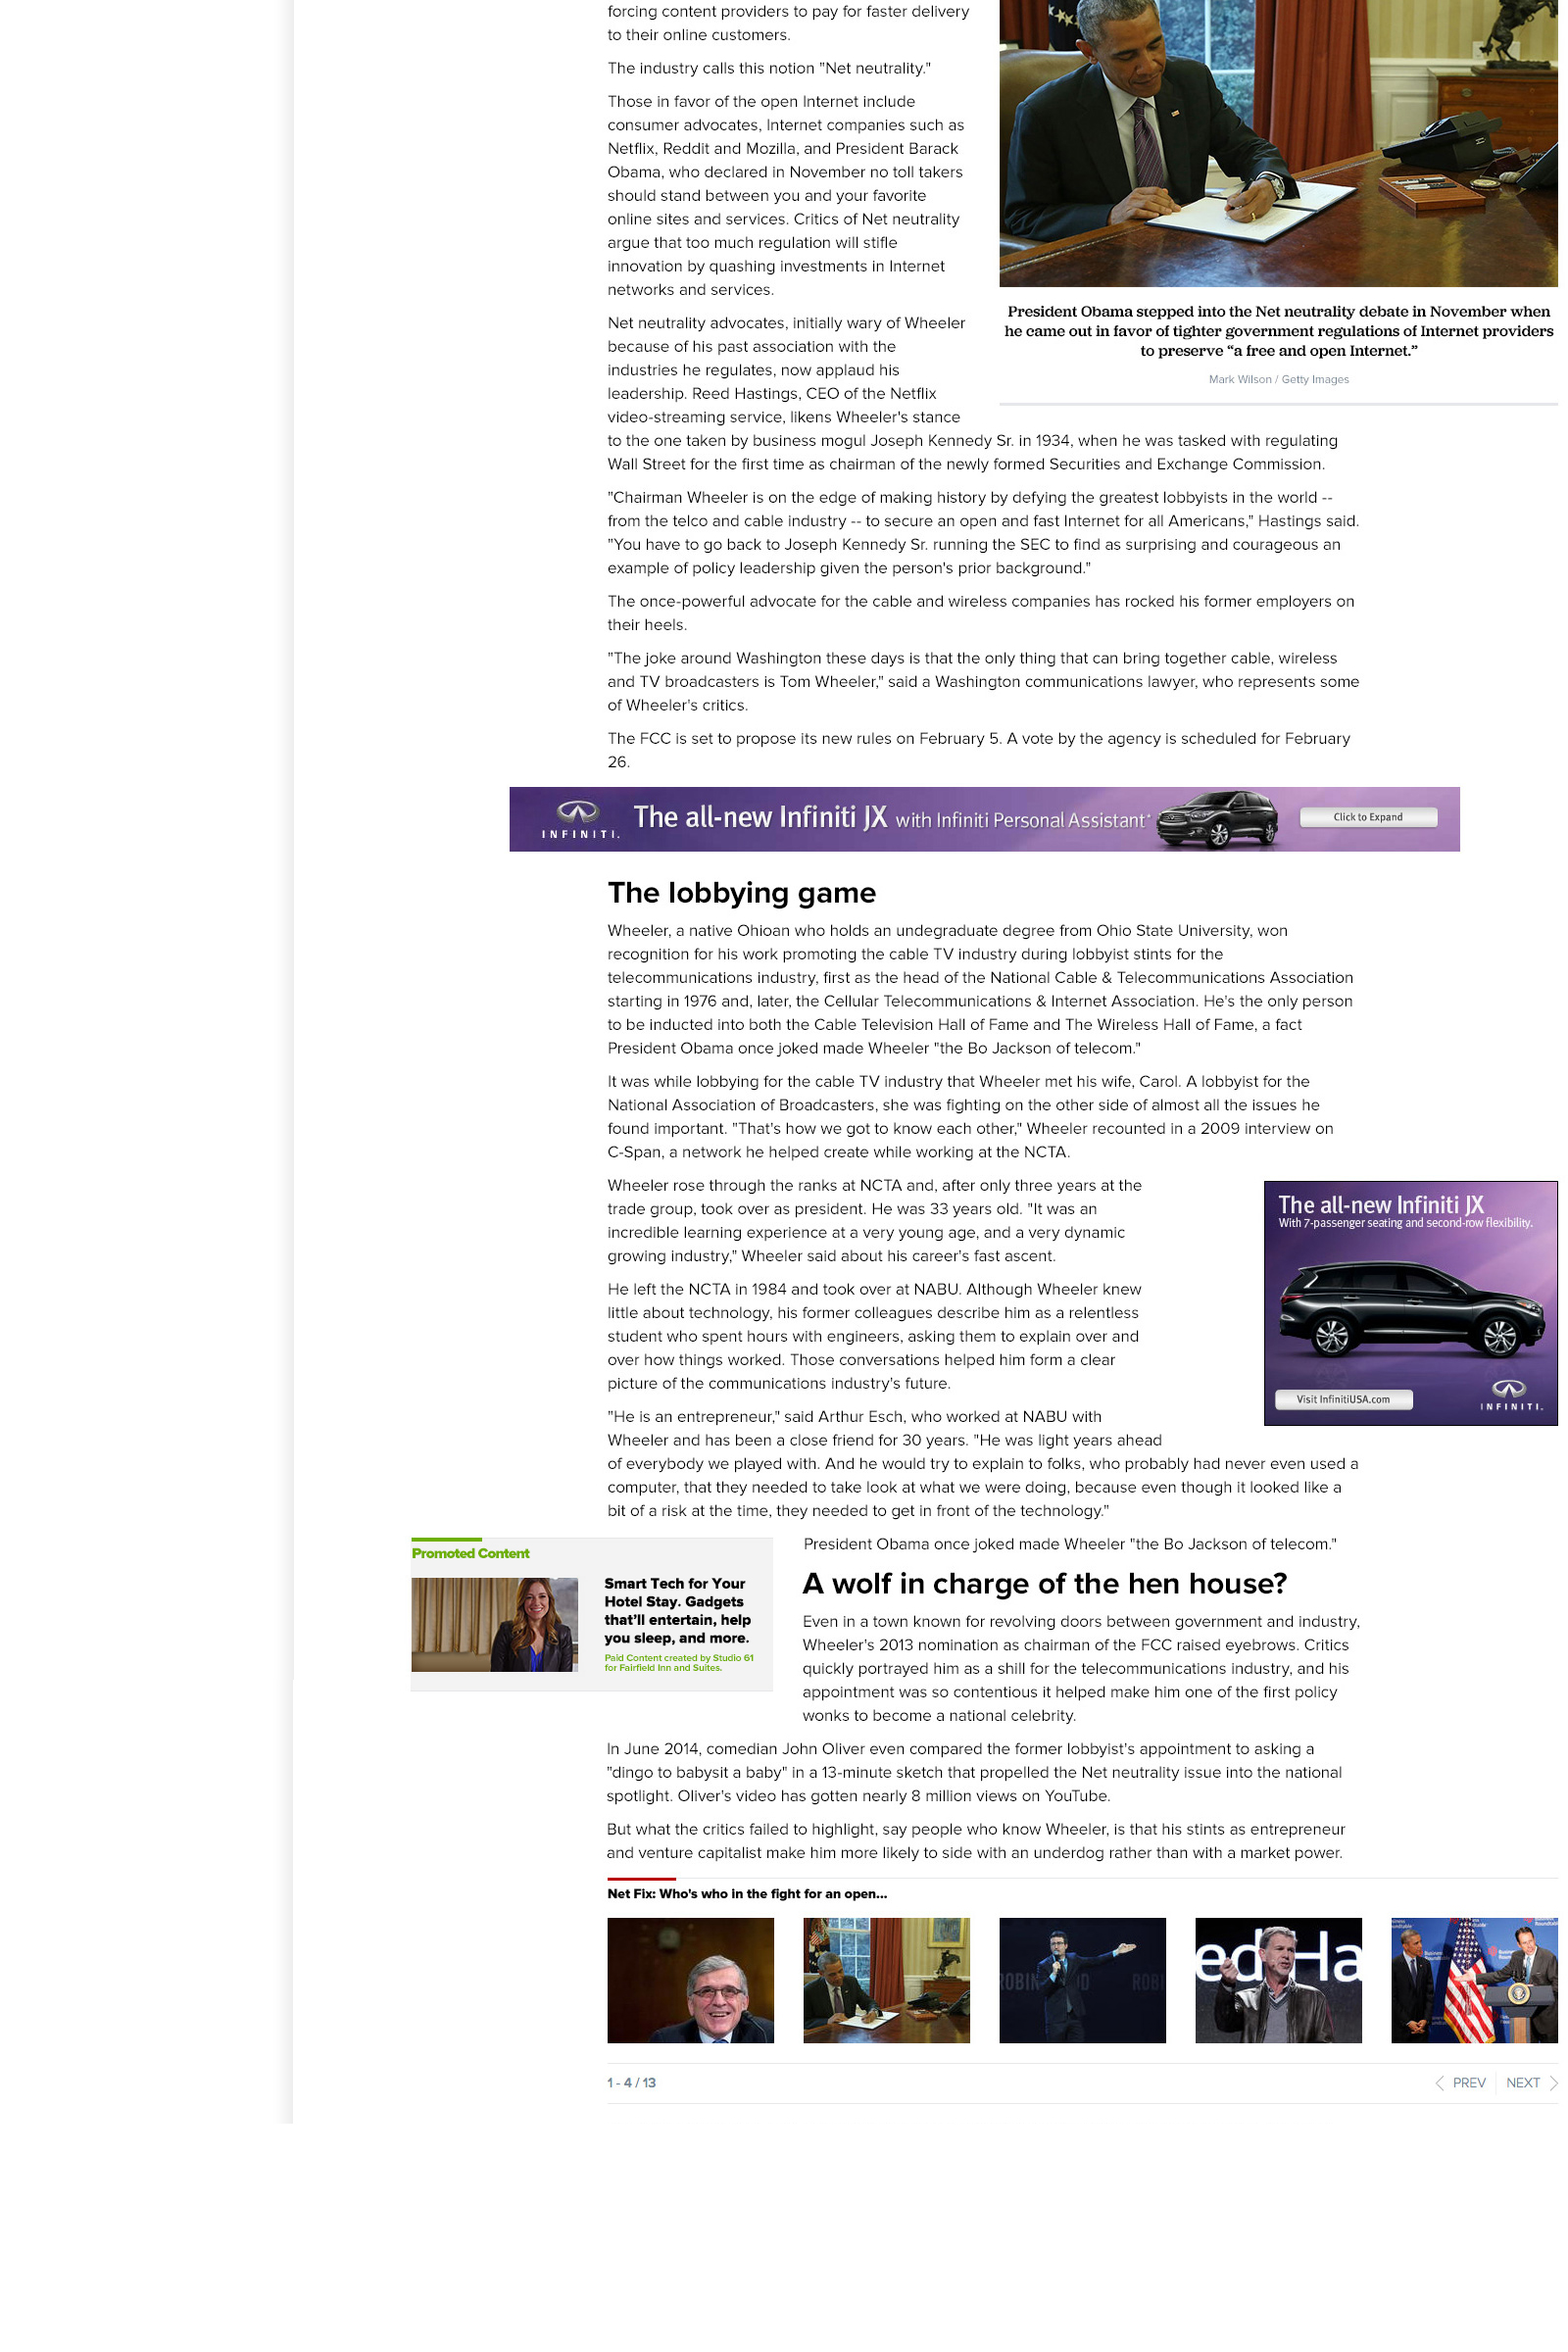 forcing content providers to pay for faster delivery
to their online customers.
The industry calls this notion "Net neutrality."
Those in favor of the open Internet include
consumer advocates, Internet companies such as
Netflix, Reddit and Mozilla, and President Barack
Obama, who declared in November no toll takers
should stand between you and your favorite
online sites and services. Critics of Net neutrality
argue that too much regulation will stifle
innovation by quashing investments in Internet
networks and services.
President Obama stepped into the Net neutrality debate in November when
he came out in favor of tighter government regulations of Internet providers
to preserve “a free and open Internet.”
Mark Wilson / Getty Images
Net neutrality advocates, initially wary of Wheeler
because of his past association with the
industries he regulates, now applaud his
leadership. Reed Hastings, CEO of the Netflix
video-streaming service, likens Wheeler's stance
to the one taken by business mogul Joseph Kennedy Sr. in 1934, when he was tasked with regulating
Wall Street for the first time as chairman of the newly formed Securities and Exchange Commission.
"Chairman Wheeler is on the edge of making history by defying the greatest lobbyists in the world --
from the telco and cable industry -- to secure an open and fast Internet for all Americans," Hastings said.
"You have to go back to Joseph Kennedy Sr. running the SEC to find as surprising and courageous an
example of policy leadership given the person's prior background."
The once-powerful advocate for the cable and wireless companies has rocked his former employers on
their heels.
"The joke around Washington these days is that the only thing that can bring together cable, wireless
and TV broadcasters is Tom Wheeler," said a Washington communications lawyer, who represents some
of Wheeler's critics.
The FCC is set to propose its new rules on February 5. A vote by the agency is scheduled for February
26.
INFINITI. The all-new Infiniti JX with Infiniti Personal Assistant* Click to Expand
The lobbying game
Wheeler, a native Ohioan who holds an undegraduate degree from Ohio State University, won
recognition for his work promoting the cable TV industry during lobbyist stints for the
telecommunications industry, first as the head of the National Cable & Telecommunications Association
starting in 1976 and, later, the Cellular Telecommunications & Internet Association. He's the only person
to be inducted into both the Cable Television Hall of Fame and The Wireless Hall of Fame, a fact
President Obama once joked made Wheeler "the Bo Jackson of telecom."
It was while lobbying for the cable TV industry that Wheeler met his wife, Carol. A lobbyist for the
National Association of Broadcasters, she was fighting on the other side of almost all the issues he
found important. "That's how we got to know each other," Wheeler recounted in a 2009 interview on
C-Span, a network he helped create while working at the NCTA.
Wheeler rose through the ranks at NCTA and, after only three years at the
trade group, took over as president. He was 33 years old. "It was an
incredible learning experience at a very young age, and a very dynamic
growing industry," Wheeler said about his career's fast ascent.
He left the NCTA in 1984 and took over at NABU. Although Wheeler knew
little about technology, his former colleagues describe him as a relentless
student who spent hours with engineers, asking them to explain over and
over how things worked. Those conversations helped him form a clear
picture of the communications industry's future.
The all-new Infiniti JX
With 7-passenger seating and second-row flexibility.
Visit InfinitiUSA.com
INFINITI.
"He is an entrepreneur," said Arthur Esch, who worked at NABU with
Wheeler and has been a close friend for 30 years. "He was light years ahead
of everybody we played with. And he would try to explain to folks, who probably had never even used a
computer, that they needed to take look at what we were doing, because even though it looked like a
bit of a risk at the time, they needed to get in front of the technology."
Promoted Content
Smart Tech for Your
Hotel Stay. Gadgets
that'll entertain, help
you sleep, and more.
Paid Content created by Studio 61
for Fairfield Inn and Suites.
President Obama once joked made Wheeler "the Bo Jackson of telecom."
A wolf in charge of the hen house?
Even in a town known for revolving doors between government and industry,
Wheeler's 2013 nomination as chairman of the FCC raised eyebrows. Critics
quickly portrayed him as a shill for the telecommunications industry, and his
appointment was so contentious it helped make him one of the first policy
wonks to become a national celebrity.
In June 2014, comedian John Oliver even compared the former lobbyist's appointment to asking a
"dingo to babysit a baby" in a 13-minute sketch that propelled the Net neutrality issue into the national
spotlight. Oliver's video has gotten nearly 8 million views on YouTube.
But what the critics failed to highlight, say people who know Wheeler, is that his stints as entrepreneur
and venture capitalist make him more likely to side with an underdog rather than with a market power.
Net Fix: Who's who in the fight for an open...
ed Ha
1 - 4 / 13
PREV NEXT